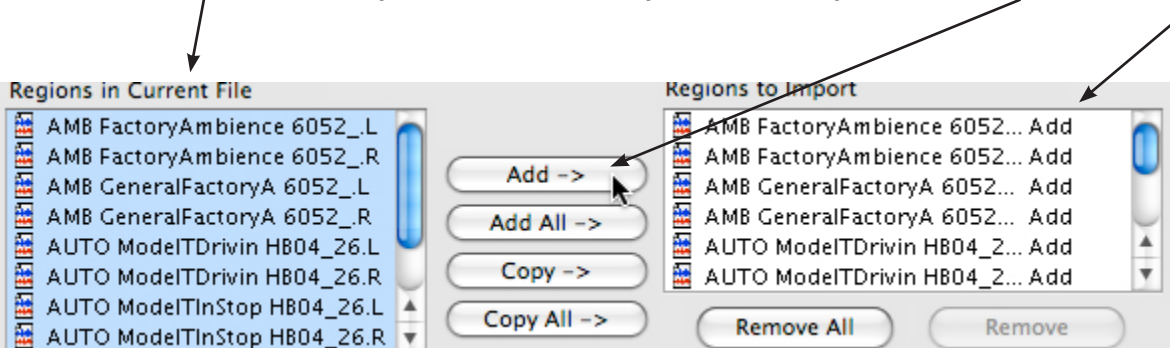 Regions in Current File
AMB FactoryAmbience 6052_.L
AMB FactoryAmbience 6052_.R
AMB GeneralFactoryA 6052_.L
AMB GeneralFactoryA 6052_.R
AUTO ModelTDrivin HB04_26.L
AUTO ModelTDrivin HB04_26.R
AUTO ModelTInStop HB04_26.L
AUTO ModelTInStop HB04_26.R
Add ->
Add All ->
Copy ->
Copy All ->
Regions to Import
AMB FactoryAmbience 6052... Add
AMB FactoryAmbience 6052... Add
AMB GeneralFactoryA 6052... Add
AMB GeneralFactoryA 6052... Add
AUTO ModelTDrivin HB04_2... Add
AUTO ModelTDrivin HB04_2... Add
Remove All
Remove